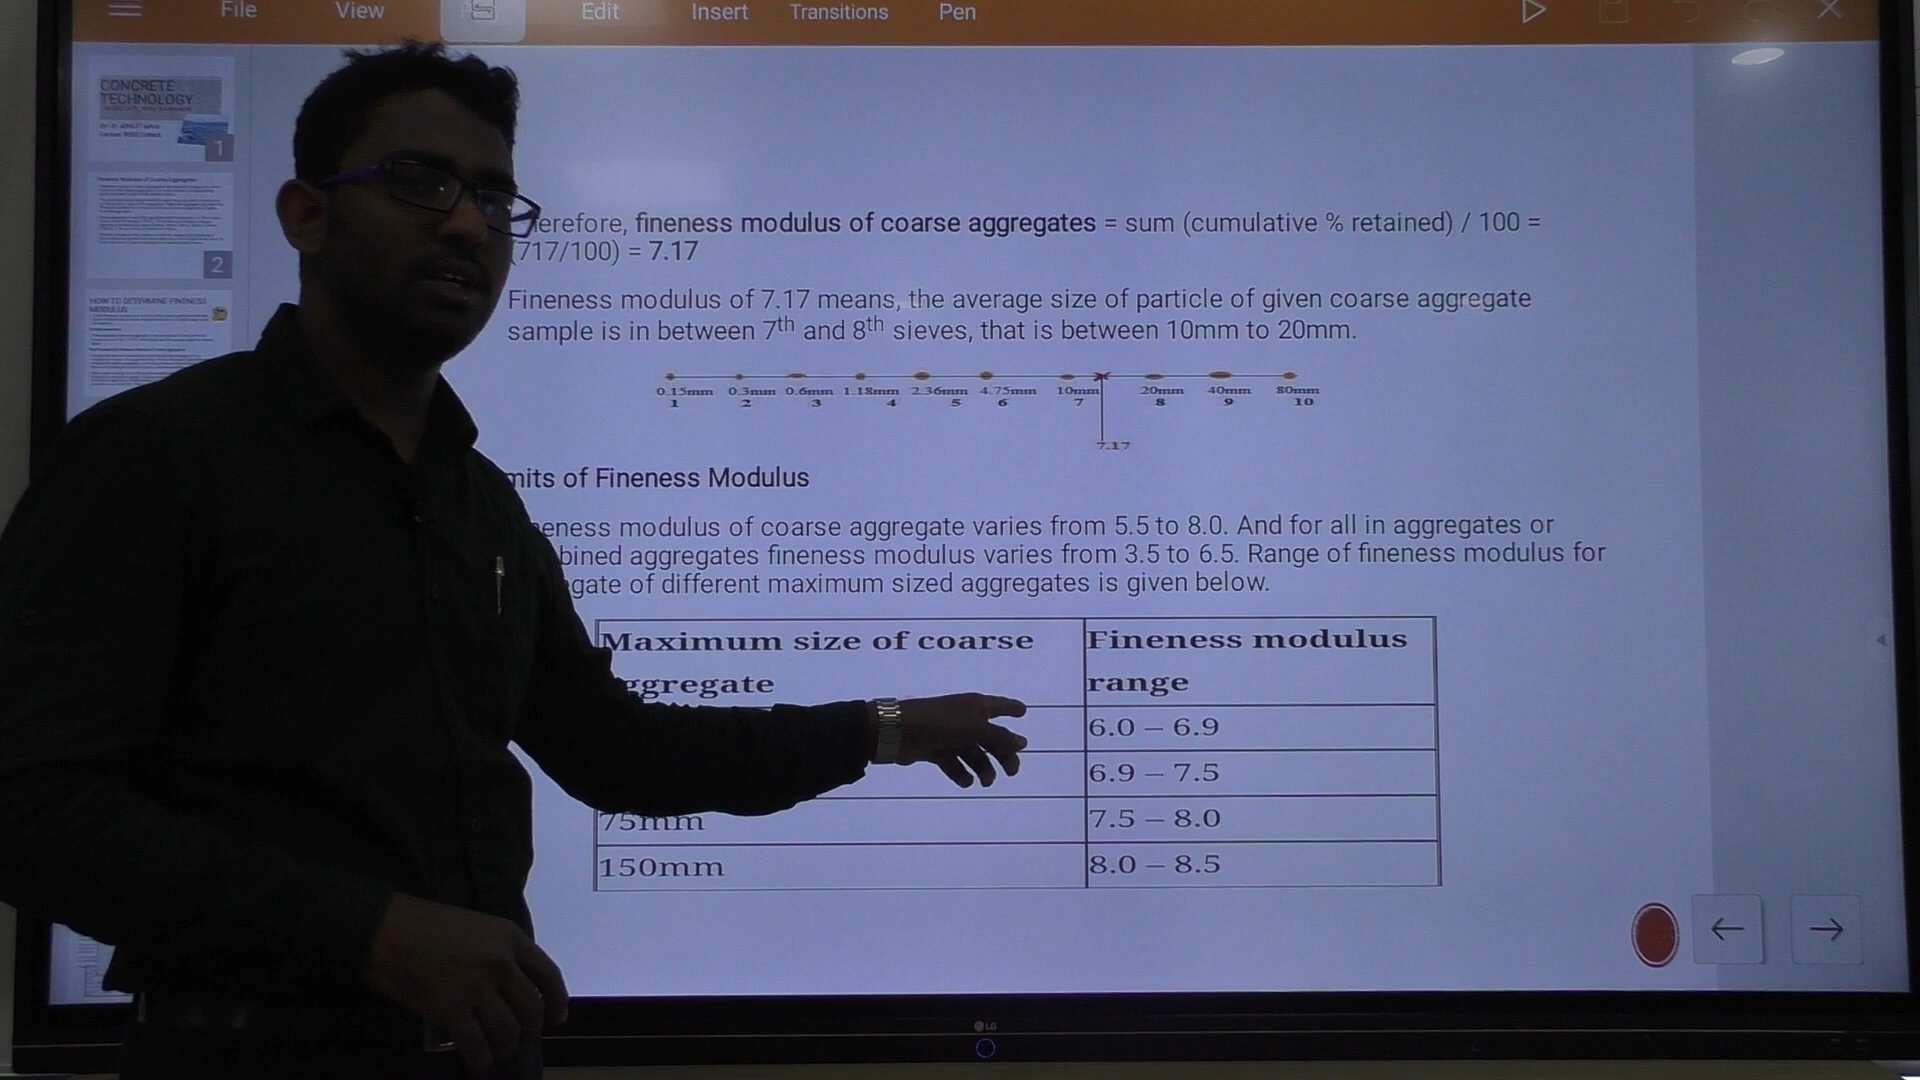 File View Edit Insert Transitions Pen
CONCRETE
TECHNOLOGY
1
2
HOW TO DETERMINE FINENESS
MODULUS
erefore, fineness modulus of coarse aggregates = sum (cumulative % retained) / 100 =
(717/100) = 7.17
Fineness modulus of 7.17 means, the average size of particle of given coarse aggregate
sample is in between 7th and 8th sieves, that is between 10mm to 20mm.
0.15mm 0.3mm 0.6mm 1.18mm 2.36mm 4.75mm 10mm 20mm 40mm 80mm
1 2 3 4 5 6 7 8 9 10
7.17
mits of Fineness Modulus
eness modulus of coarse aggregate varies from 5.5 to 8.0. And for all in aggregates or
bined aggregates fineness modulus varies from 3.5 to 6.5. Range of fineness modulus for
gate of different maximum sized aggregates is given below.
Maximum size of coarse Fineness modulus
ggregate range
6.0 – 6.9
6.9 – 7.5
75mm 7.5 – 8.0
150mm 8.0 – 8.5
LG